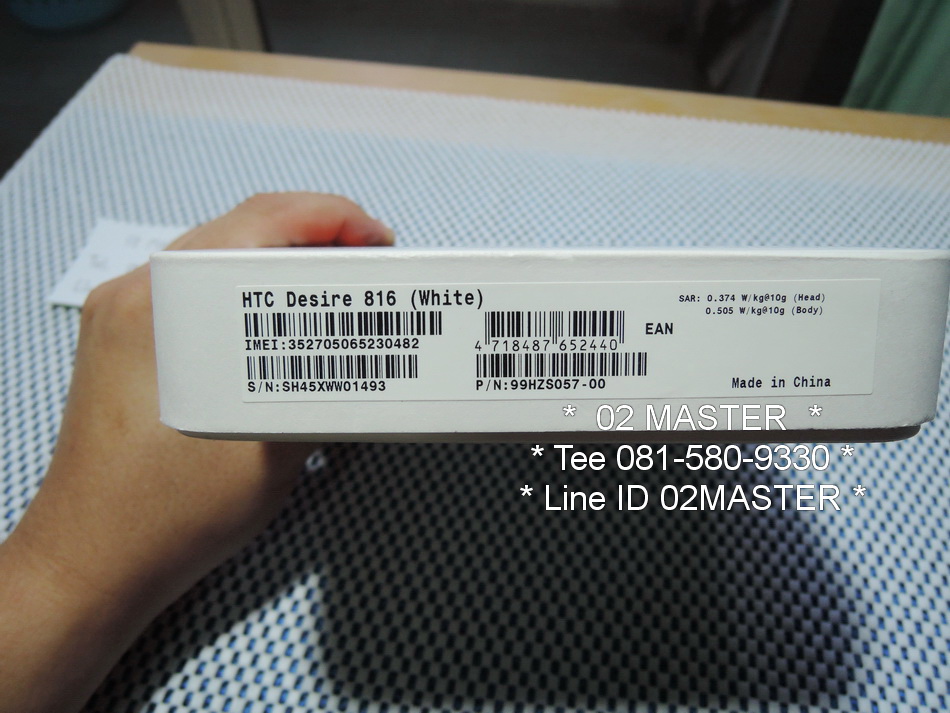 HTC Desire 816 (White)
IMEI:352705065230482
S/N:SH45XWW01493
4 718487 652440
EAN
P/N:99HZS057-00
SAR: 0.374 W/kg@10g (Head)
0.505 W/kg@10g (Body)
Made in China
* 02 MASTER *
* Tee 081-580-9330 *
* Line ID 02MASTER *